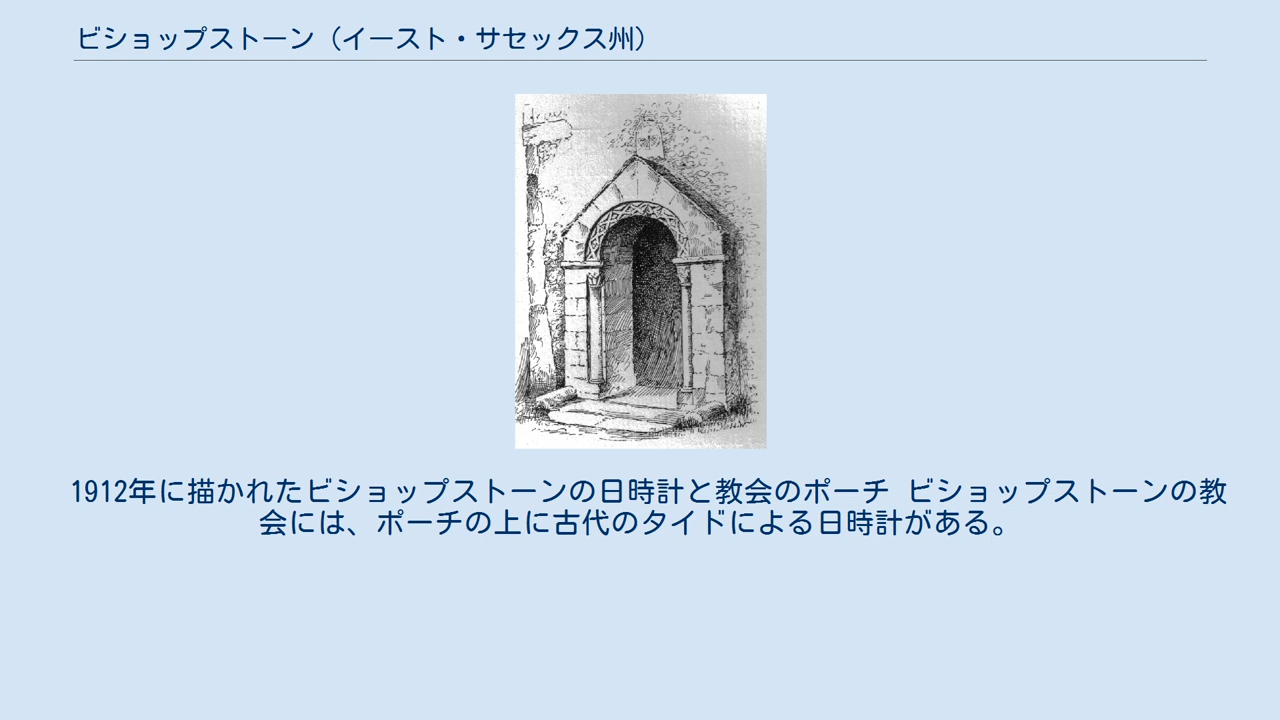 ビショップストーン（イースト・サセックス州）
1912年に描かれたビショップストーンの日時計と教会のポーチ ビショップストーンの教
会には、ポーチの上に古代のタイドによる日時計がある。